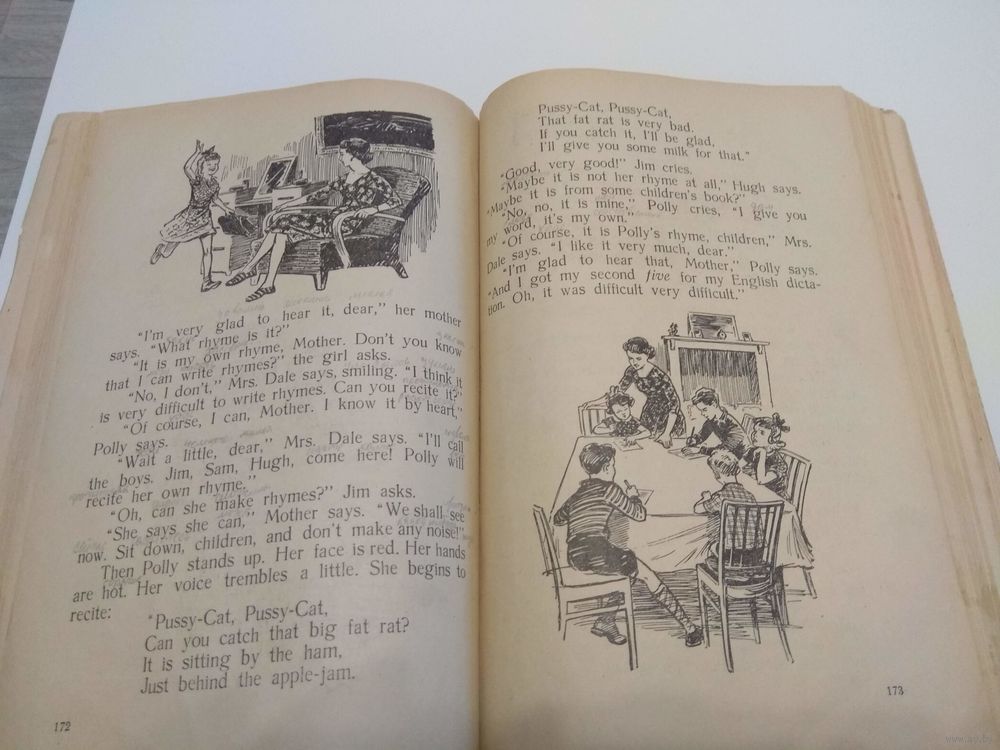 "I'm very glad to hear it, dear," her mother
says. "What rhyme is it?"
"It is my own rhyme, Mother. Don't you know
that I can write rhymes?" the girl asks.
"No, I don't," Mrs. Dale says, smiling. "I think it
is very difficult to write rhymes. Can you recite it?"
"Of course, I can, Mother. I know it by heart,"
Polly says.
"Wait a little, dear," Mrs. Dale says. "I'll call
the boys. Jim, Sam, Hugh, come here! Polly will
recite her own rhyme."
"Oh, can she make rhymes?" Jim asks.
"She says she can," Mother says. "We shall see
now. Sit down, children, and don't make any noise!"
Then Polly stands up. Her face is red. Her hands
are hot. Her voice trembles a little. She begins to
recite:
"Pussy-Cat, Pussy-Cat,
Can you catch that big fat rat?
It is sitting by the ham,
Just behind the apple-jam.
172
Pussy-Cat, Pussy-Cat,
That fat rat is very bad.
If you catch it, I'll be glad,
I'll give you some milk for that."
"Good, very good!" Jim cries.
"Maybe it is not her rhyme at all," Hugh says.
"Maybe it is from some children's book?"
"No, no, it is mine," Polly cries, "I give you
my word, it's my own."
"Of course, it is Polly's rhyme, children," Mrs.
Dale says. "I like it very much, dear."
"I'm glad to hear that, Mother," Polly says.
"And I got my second five for my English dicta-
tion. Oh, it was difficult very difficult."
173